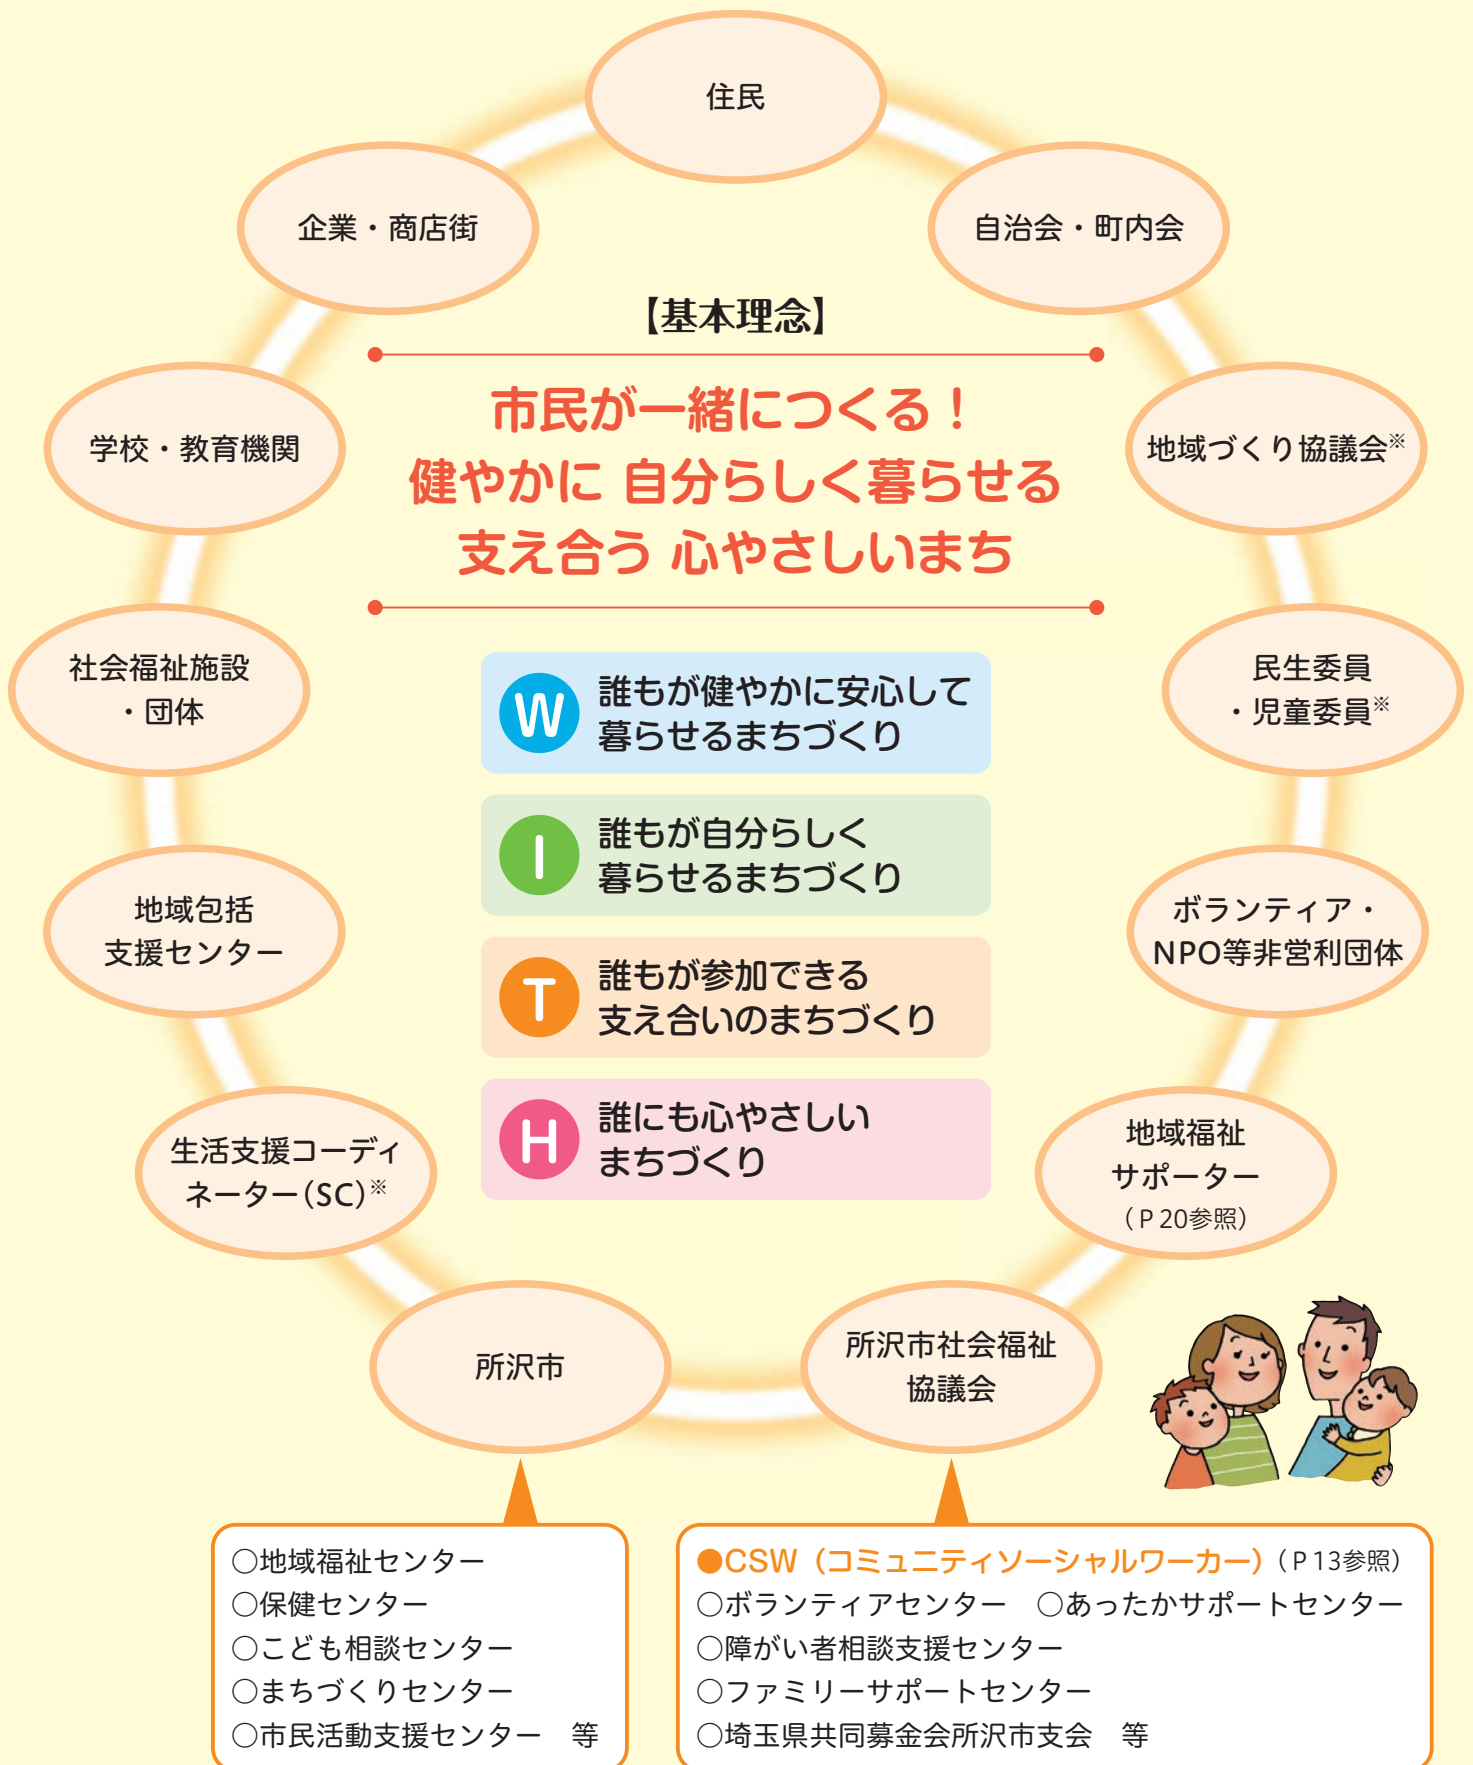 住民
企業・商店街
自治会・町内会
【基本理念】
市民が一緒につくる！
健やかに 自分らしく暮らせる
支え合う 心やさしいまち
学校・教育機関
地域づくり協議会※
社会福祉施設
・団体
民生委員
・児童委員※
W
誰もが健やかに安心して
暮らせるまちづくり
I
誰もが自分らしく
暮らせるまちづくり
地域包括
支援センター
ボランティア・
NPO等非営利団体
T
誰もが参加できる
支え合いのまちづくり
H
誰にも心やさしい
まちづくり
生活支援コーディ
ネーター(SC)※
地域福祉
サポーター
（P20参照）
所沢市
所沢市社会福祉
協議会
○地域福祉センター
○保健センター
○こども相談センター
○まちづくりセンター
○市民活動支援センター　等
●CSW（コミュニティソーシャルワーカー）（P13参照）
○ボランティアセンター　○あったかサポートセンター
○障がい者相談支援センター
○ファミリーサポートセンター
○埼玉県共同募金会所沢市支会　等